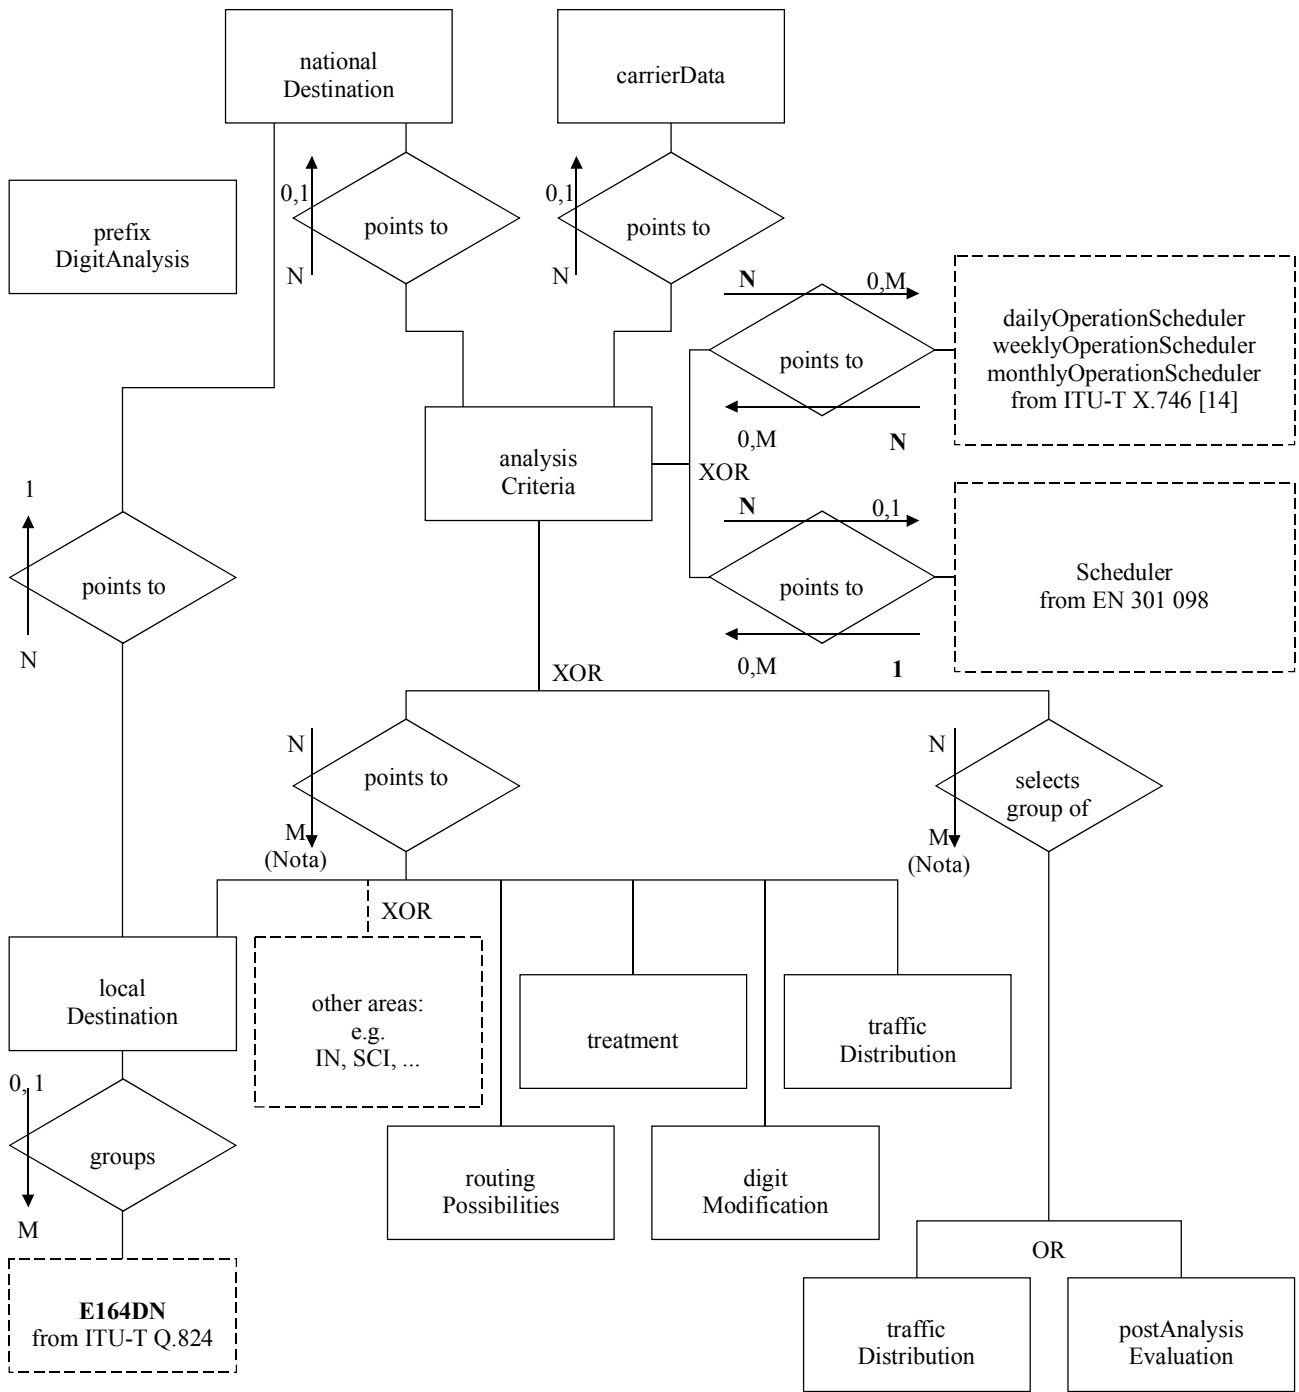 national
Destination
carrierData
prefix
DigitAnalysis
0,1
points to
N
0,1
points to
N
N
0,M
points to
0,M
N
dailyOperationScheduler
weeklyOperationScheduler
monthlyOperationScheduler
from ITU-T X.746 [14]
analysis
Criteria
XOR
N
0,1
points to
0,M
1
Scheduler
from EN 301 098
1
points to
N
XOR
N
points to
M
(Nota)
N
selects
group of
M
(Nota)
XOR
local
Destination
other areas:
e.g.
IN, SCI, ...
treatment
traffic
Distribution
0, 1
groups
M
routing
Possibilities
digit
Modification
OR
E164DN
from ITU-T Q.824
traffic
Distribution
postAnalysis
Evaluation